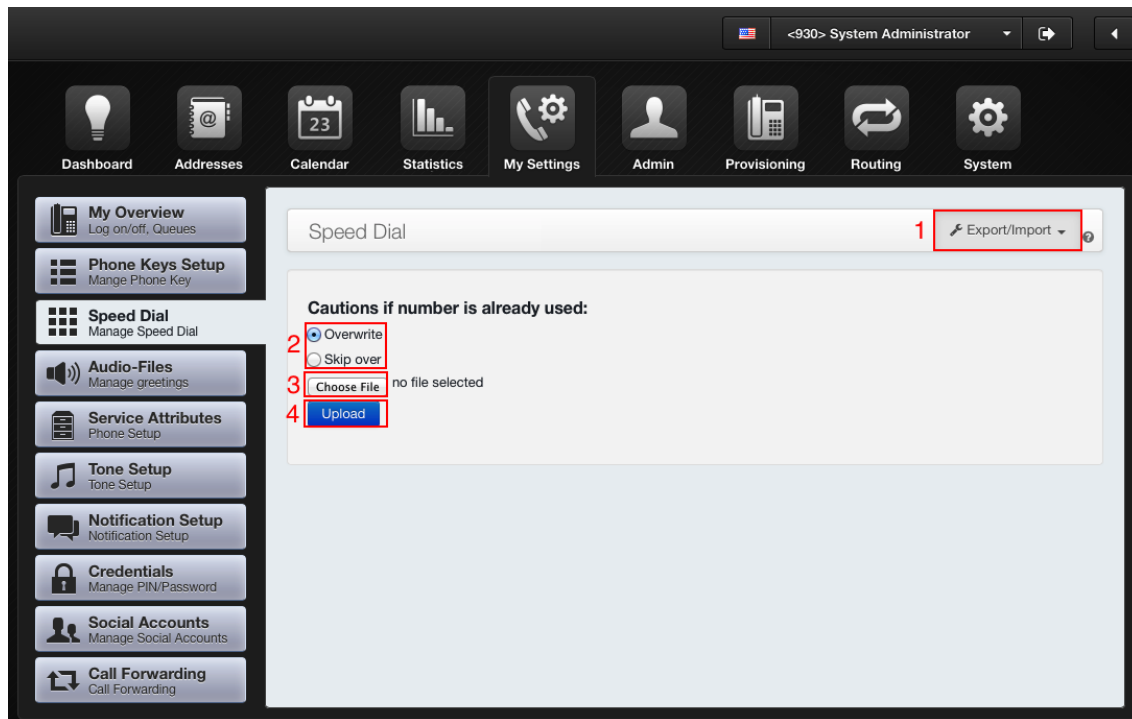 <930> System Administrator
@
23
Dashboard
Addresses
Calendar
Statistics
My Settings
Admin
Provisioning
Routing
System
My Overview
Log on/off, Queues
Phone Keys Setup
Mange Phone Key
Speed Dial
Manage Speed Dial
Audio-Files
Manage greetings
Service Attributes
Phone Setup
Tone Setup
Tone Setup
Notification Setup
Notification Setup
Credentials
Manage PIN/Password
Social Accounts
Manage Social Accounts
Call Forwarding
Call Forwarding
Speed Dial
1 Export/Import
?
Cautions if number is already used:
2
Overwrite
Skip over
3 Choose File no file selected
4 Upload